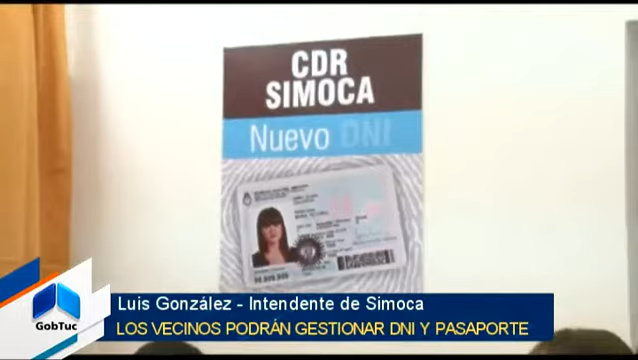 CDR
SIMOCA
Nuevo DNI
GobTuc
Luis González - Intendente de Simoca
LOS VECINOS PODRÁN GESTIONAR DNI Y PASAPORTE